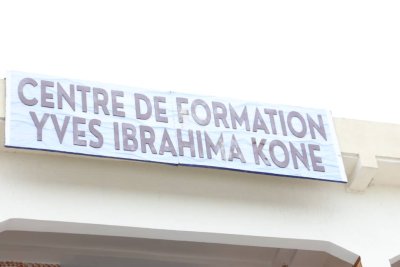 CENTRE DE FORMATION
YVES IBRAHIMA KONE